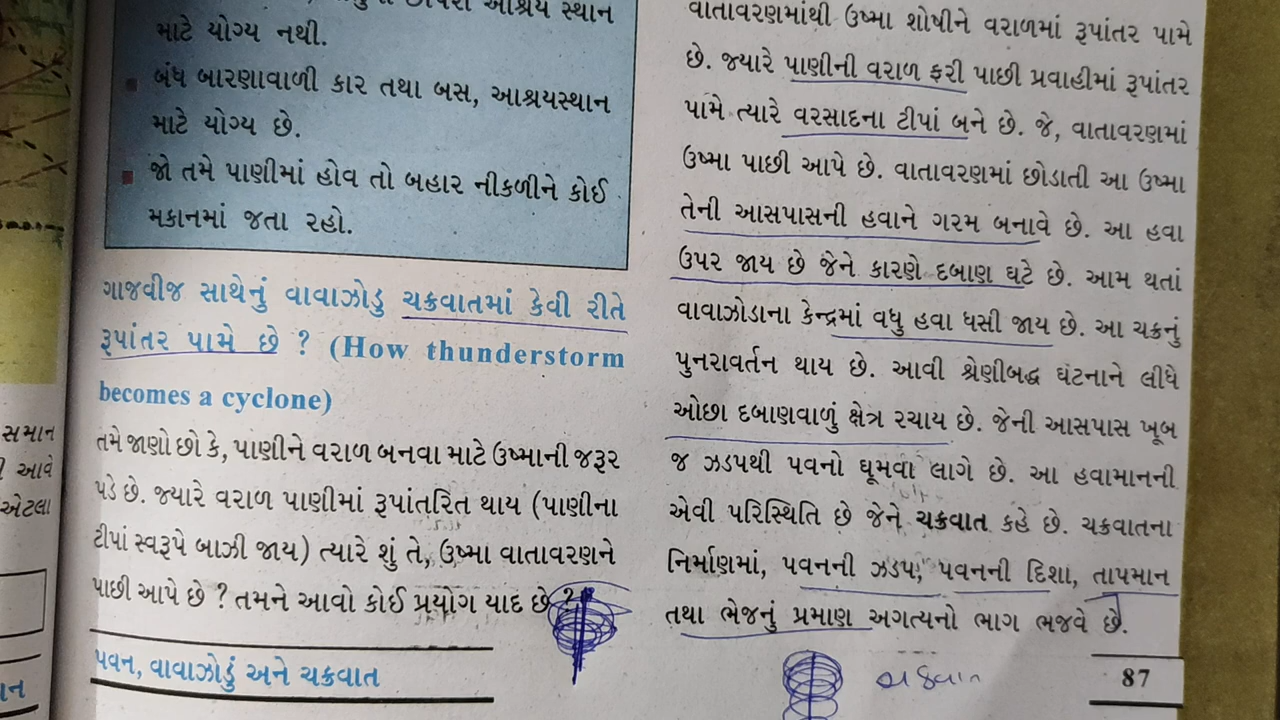 આશ્રય સ્થાન
માટે યોગ્ય નથી.
બંધ બારણાવાળી કાર તથા બસ, આશ્રયસ્થાન
માટે યોગ્ય છે.
જો તમે પાણીમાં હોવ તો બહાર નીકળીને કોઈ
મકાનમાં જતા રહો.
ગાજવીજ સાથેનું વાવાઝોડુ ચક્રવાતમાં કેવી રીતે
રૂપાંતર પામે છે ? (How thunderstorm
becomes a cyclone)
તમે જાણો છો કે, પાણીને વરાળ બનવા માટે ઉષ્માની જરૂર
પડે છે. જ્યારે વરાળ પાણીમાં રૂપાંતરિત થાય (પાણીના
ટીપાં સ્વરૂપે બાઝી જાય) ત્યારે શું તે, ઉષ્મા વાતાવરણને
પાછી આપે છે ? તમને આવો કોઈ પ્રયોગ યાદ છે ?
પવન, વાવાઝોડું અને ચક્રવાત
વાતાવરણમાંથી ઉષ્મા શોષીને વરાળમાં રૂપાંતર પામે
છે. જ્યારે પાણીની વરાળ ફરી પાછી પ્રવાહીમાં રૂપાંતર
પામે ત્યારે વરસાદના ટીપાં બને છે. જે, વાતાવરણમાં
ઉષ્મા પાછી આપે છે. વાતાવરણમાં છોડાતી આ ઉષ્મા
તેની આસપાસની હવાને ગરમ બનાવે છે. આ હવા
ઉપર જાય છે જેને કારણે દબાણ ઘટે છે. આમ થતાં
વાવાઝોડાના કેન્દ્રમાં વધુ હવા ધસી જાય છે. આ ચક્રનું
પુનરાવર્તન થાય છે. આવી શ્રેણીબદ્ધ ઘટનાને લીધે
ઓછા દબાણવાળું ક્ષેત્ર રચાય છે. જેની આસપાસ ખૂબ
જ ઝડપથી પવનો ઘૂમવા લાગે છે. આ હવામાનની
એવી પરિસ્થિતિ છે જેને ચક્રવાત કહે છે. ચક્રવાતના
નિર્માણમાં, પવનની ઝડપ, પવનની દિશા, તાપમાન
તથા ભેજનું પ્રમાણ અગત્યનો ભાગ ભજવે છે.
87
સમાન
આવે
એટલા